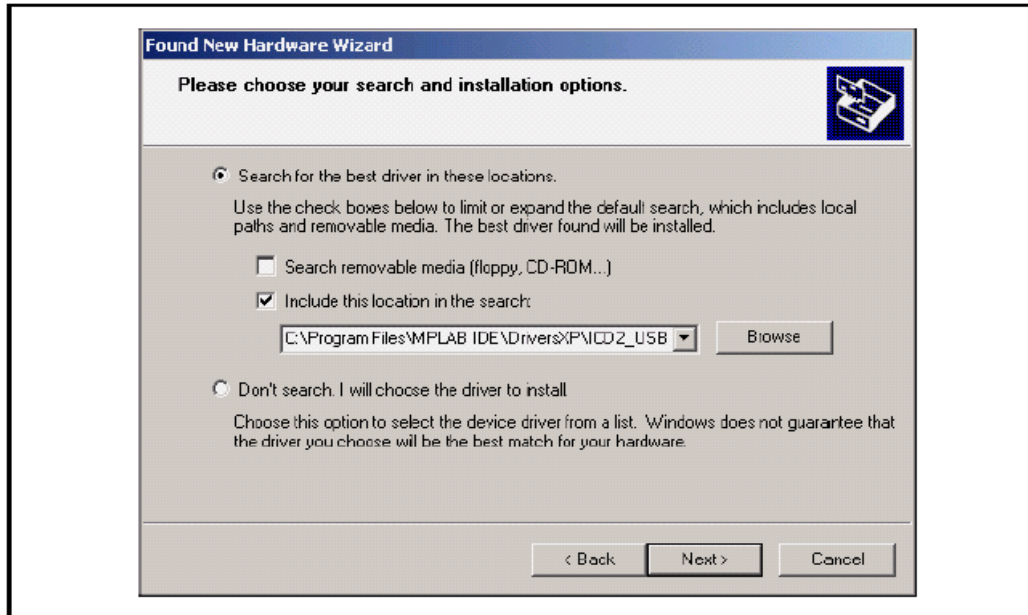 Found New Hardware Wizard
Please choose your search and installation options.
Search for the best driver in these locations.
Use the check boxes below to limit or expand the default search, which includes local
paths and removable media. The best driver found will be installed.
Search removable media (floppy, CD-ROM...)
Include this location in the search:
C:\Program Files\MPLAB IDE\DriversXP\ICD2_USB
Browse
Don't search. I will choose the driver to install.
Choose this option to select the device driver from a list. Windows does not guarantee that
the driver you choose will be the best match for your hardware.
< Back
Next >
Cancel